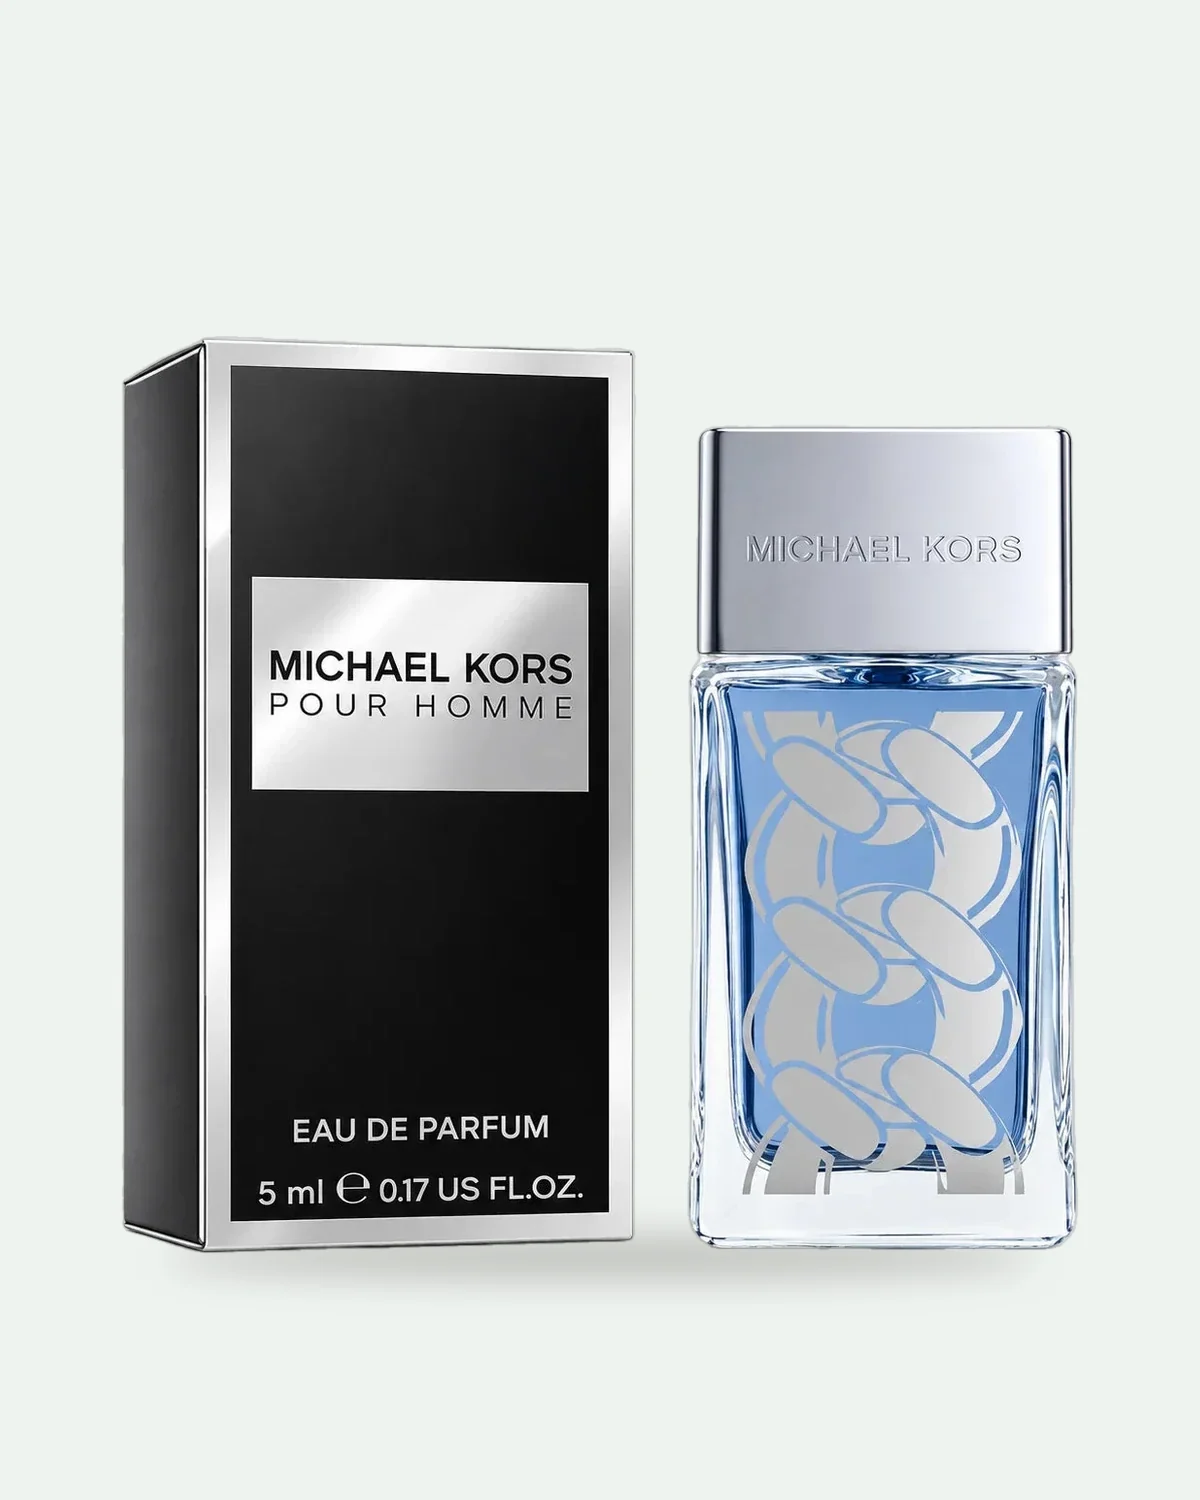 MICHAEL KORS
POUR HOMME
EAU DE PARFUM
5 ml ℮ 0.17 US FL.OZ.
MICHAEL KORS